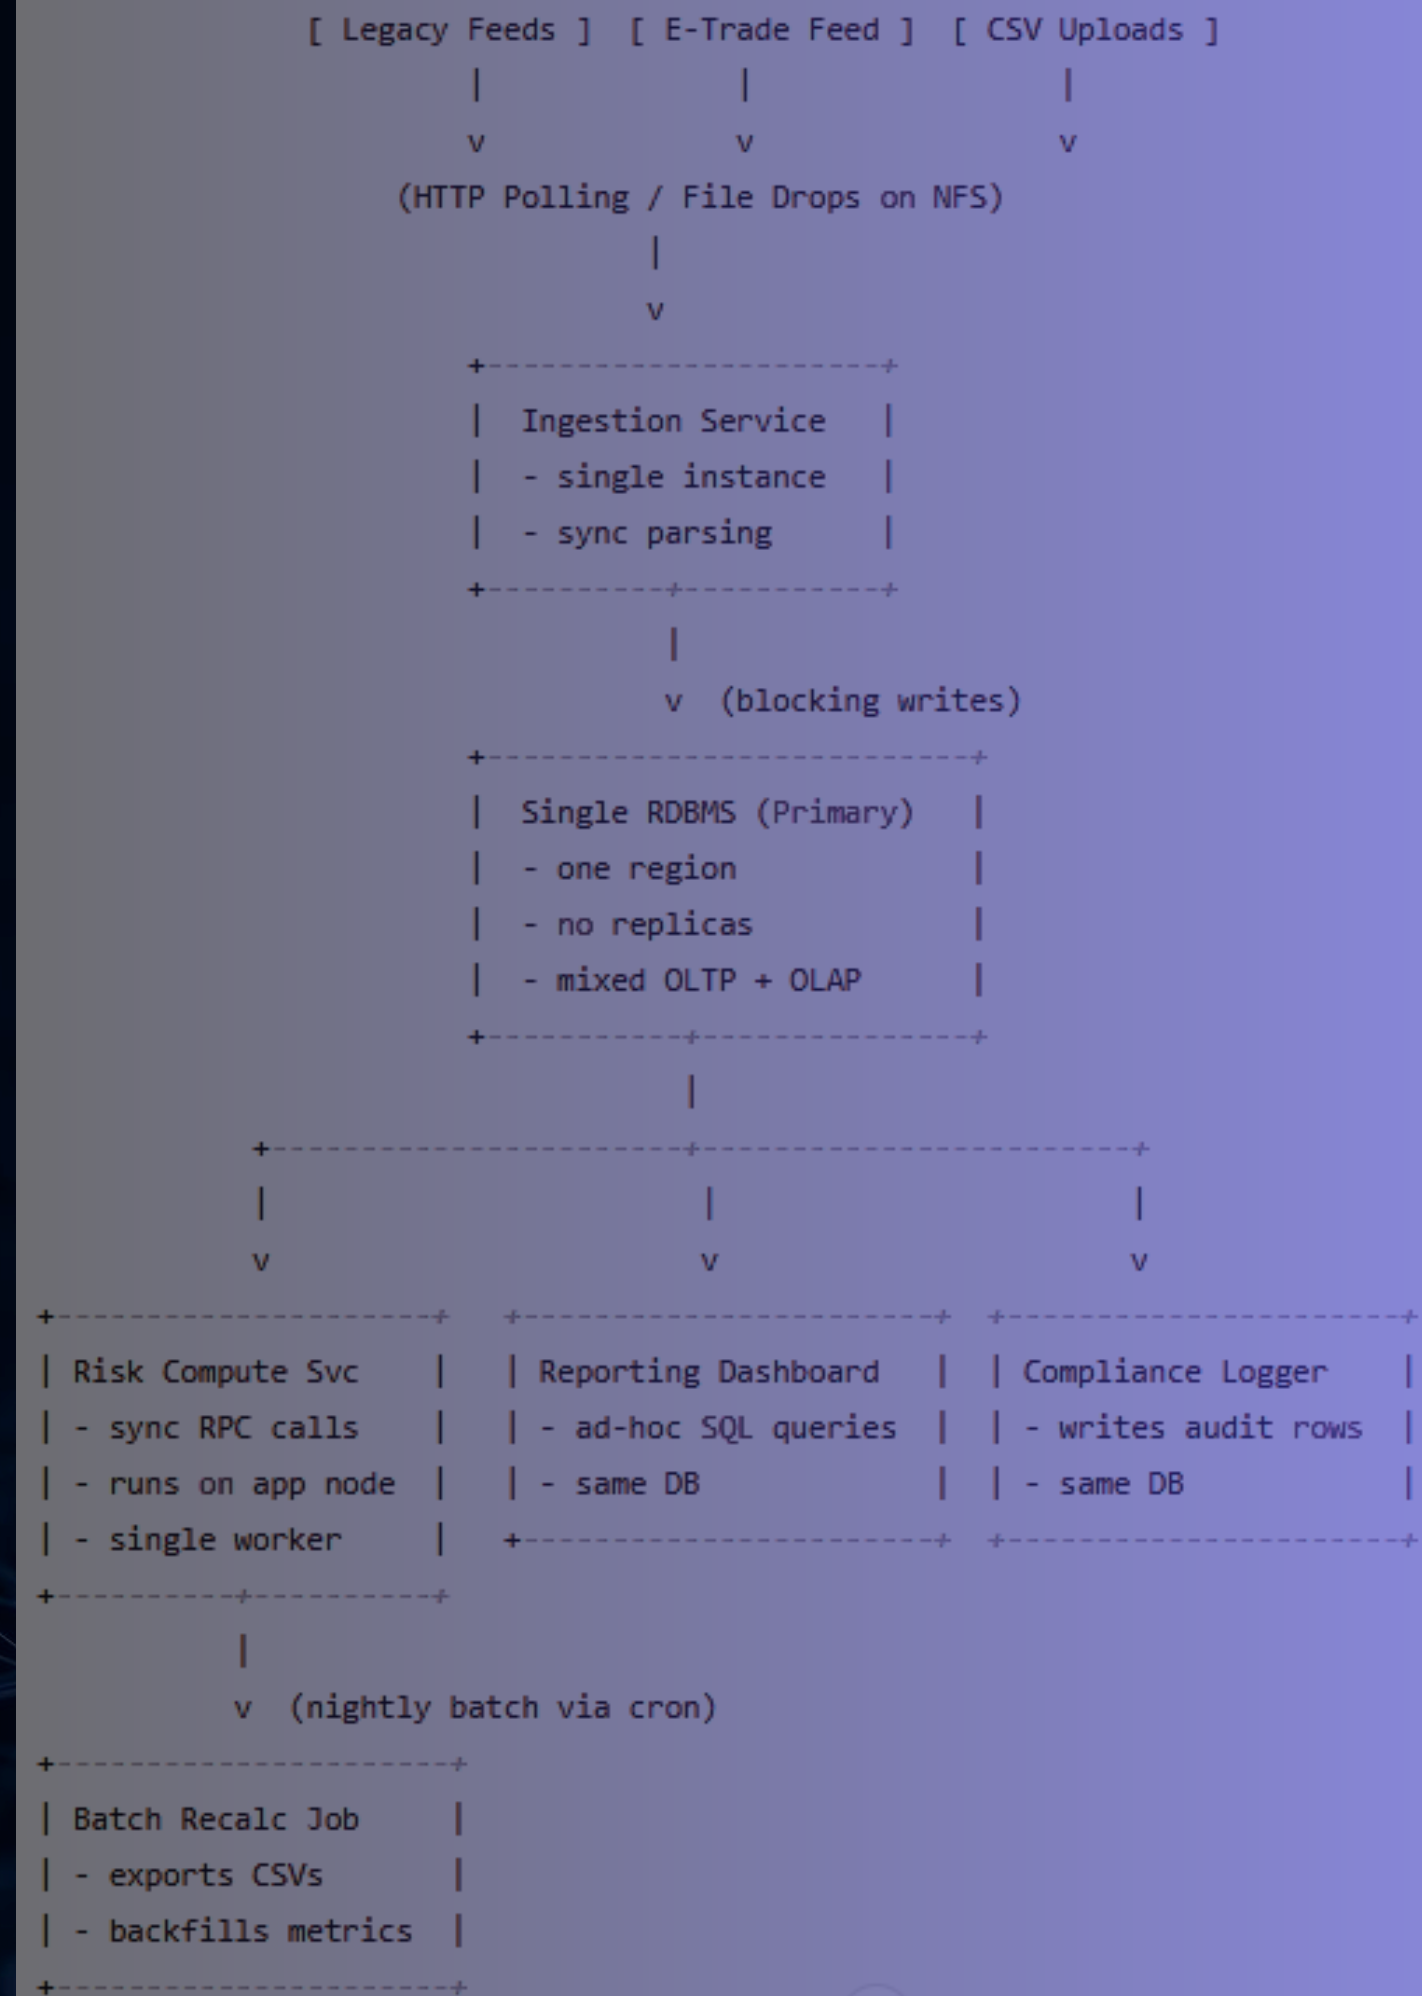 [ Legacy Feeds ]  [ E-Trade Feed ]  [ CSV Uploads ]
|              |                 |
v              v                 v
(HTTP Polling / File Drops on NFS)
|
v
+----------------------+
|  Ingestion Service   |
|  - single instance   |
|  - sync parsing      |
+----------+-----------+
|
v  (blocking writes)
+---------------------------+
|  Single RDBMS (Primary)   |
|  - one region             |
|  - no replicas            |
|  - mixed OLTP + OLAP      |
+-----------+---------------+
|
+-----------------------+------------------------+
|                        |                       |
v                        v                       v
+---------------------+   +-----------------------+  +----------------------+
| Risk Compute Svc    |   | Reporting Dashboard   |  | Compliance Logger    |
| - sync RPC calls    |   | - ad-hoc SQL queries  |  | - writes audit rows  |
| - runs on app node  |   | - same DB             |  | - same DB            |
| - single worker     |   +-----------------------+  +----------------------+
+----------+----------+
|
v  (nightly batch via cron)
+----------------------+
| Batch Recalc Job     |
| - exports CSVs       |
| - backfills metrics  |
+----------------------+